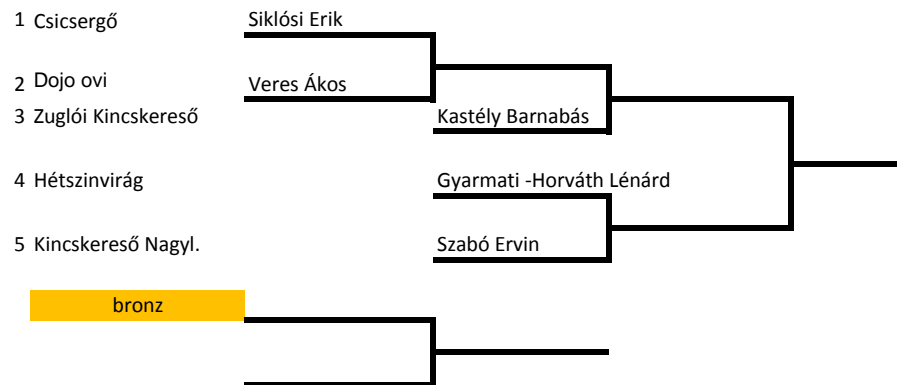 1 Csicsergő Siklósi Erik
2 Dojo ovi Veres Ákos
3 Zuglói Kincskereső Kastély Barnabás
4 Hétszinvirág Gyarmati -Horváth Lénárd
5 Kincskereső Nagyl. Szabó Ervin
bronz